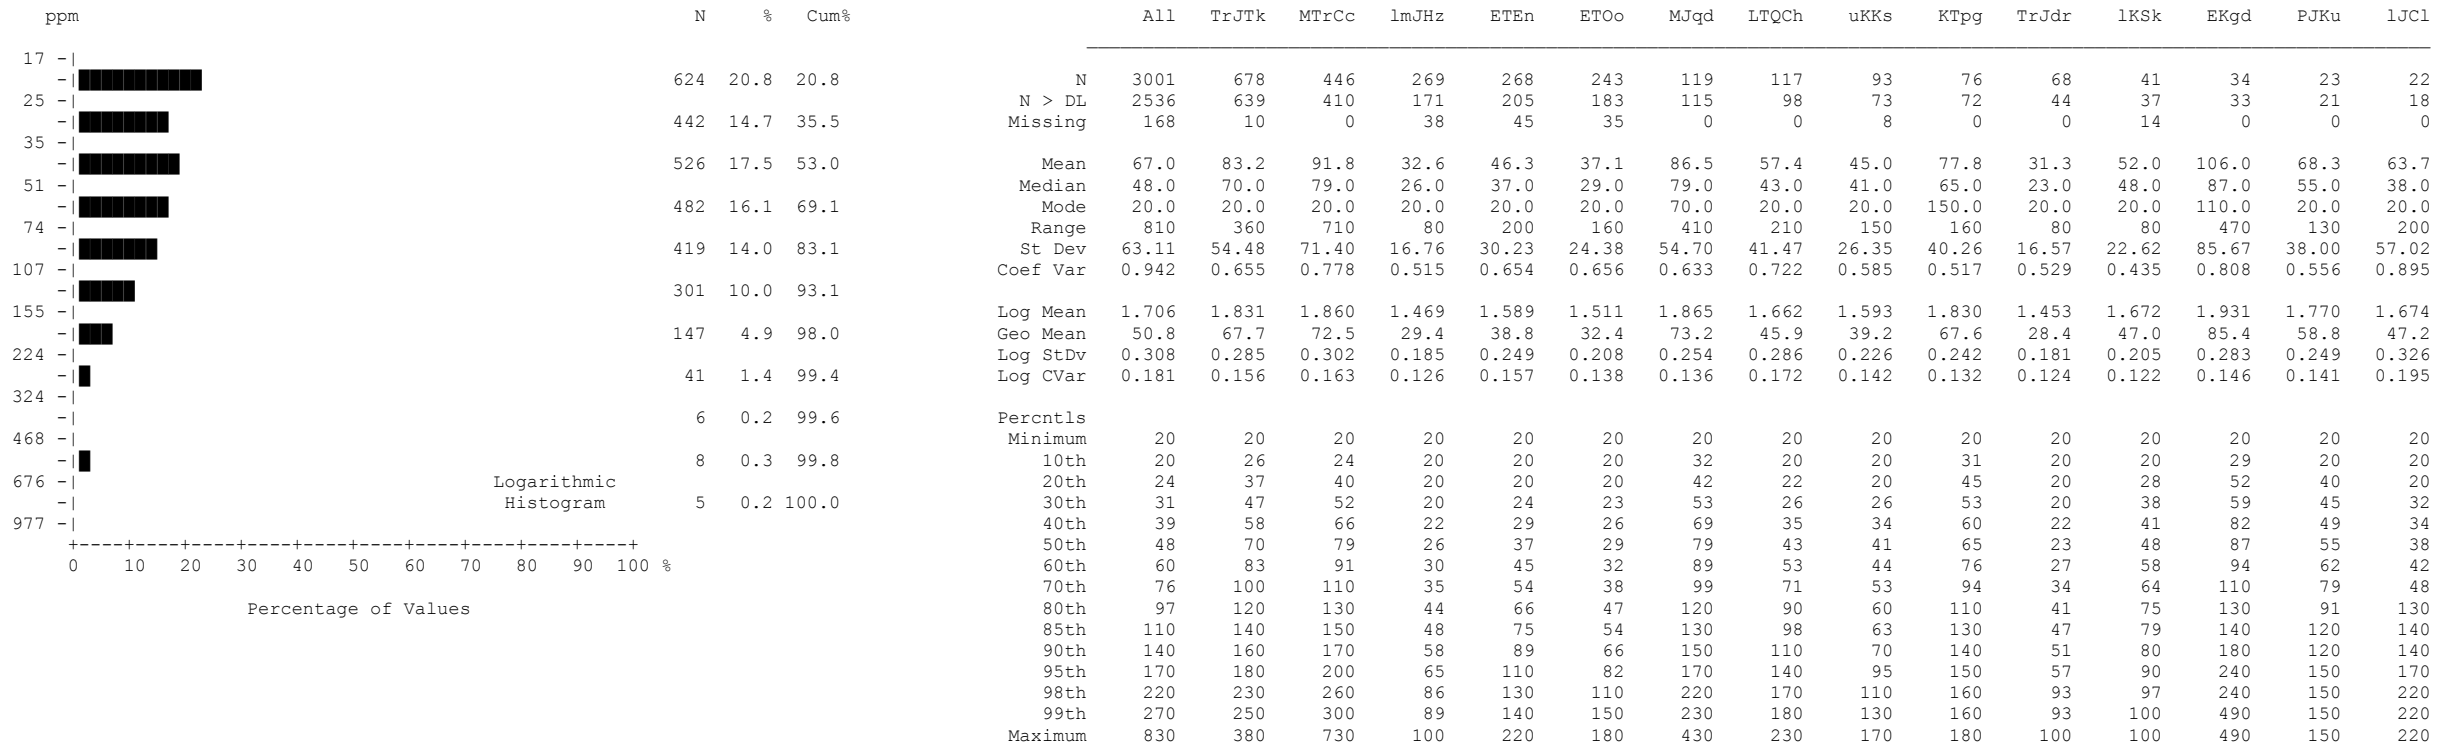 ppm N % Cum% All TrJTk MTrCc lmJHz ETEn ETOo MJqd LTQCh uKKs KTpg TrJdr lKSk EKgd PJKu lJCl
17 -|
-| 624 20.8 20.8 N 3001 678 446 269 268 243 119 117 93 76 68 41 34 23 22
25 -| N > DL 2536 639 410 171 205 183 115 98 73 72 44 37 33 21 18
-| 442 14.7 35.5 Missing 168 10 0 38 45 35 0 0 8 0 0 14 0 0 0
35 -|
-| 526 17.5 53.0 Mean 67.0 83.2 91.8 32.6 46.3 37.1 86.5 57.4 45.0 77.8 31.3 52.0 106.0 68.3 63.7
51 -| Median 48.0 70.0 79.0 26.0 37.0 29.0 79.0 43.0 41.0 65.0 23.0 48.0 87.0 55.0 38.0
-| 482 16.1 69.1 Mode 20.0 20.0 20.0 20.0 20.0 20.0 70.0 20.0 20.0 150.0 20.0 20.0 110.0 20.0 20.0
74 -| Range 810 360 710 80 200 160 410 210 150 160 80 80 470 130 200
-| 419 14.0 83.1 St Dev 63.11 54.48 71.40 16.76 30.23 24.38 54.70 41.47 26.35 40.26 16.57 22.62 85.67 38.00 57.02
107 -| Coef Var 0.942 0.655 0.778 0.515 0.654 0.656 0.633 0.722 0.585 0.517 0.529 0.435 0.808 0.556 0.895
-| 301 10.0 93.1
155 -| Log Mean 1.706 1.831 1.860 1.469 1.589 1.511 1.865 1.662 1.593 1.830 1.453 1.672 1.931 1.770 1.674
-| 147 4.9 98.0 Geo Mean 50.8 67.7 72.5 29.4 38.8 32.4 73.2 45.9 39.2 67.6 28.4 47.0 85.4 58.8 47.2
224 -| Log StDv 0.308 0.285 0.302 0.185 0.249 0.208 0.254 0.286 0.226 0.242 0.181 0.205 0.283 0.249 0.326
-| 41 1.4 99.4 Log CVar 0.181 0.156 0.163 0.126 0.157 0.138 0.136 0.172 0.142 0.132 0.124 0.122 0.146 0.141 0.195
324 -|
-| 6 0.2 99.6 Percntls
468 -| Minimum 20 20 20 20 20 20 20 20 20 20 20 20 20 20 20
-| 8 0.3 99.8 10th 20 26 24 20 20 20 32 20 20 31 20 20 29 20 20
676 -| Logarithmic 20th 24 37 40 20 20 20 42 22 20 45 20 28 52 40 20
-| Histogram 5 0.2 100.0 30th 31 47 52 20 24 23 53 26 26 53 20 38 59 45 32
977 -| 40th 39 58 66 22 29 26 69 35 34 60 22 41 82 49 34
+----+----+----+----+----+----+----+----+----+----+ 50th 48 70 79 26 37 29 79 43 41 65 23 48 87 55 38
0 10 20 30 40 50 60 70 80 90 100 % 60th 60 83 91 30 45 32 89 53 44 76 27 58 94 62 42
70th 76 100 110 35 54 38 99 71 53 94 34 64 110 79 48
Percentage of Values 80th 97 120 130 44 66 47 120 90 60 110 41 75 130 91 130
85th 110 140 150 48 75 54 130 98 63 130 47 79 140 120 140
90th 140 160 170 58 89 66 150 110 70 140 51 80 180 120 140
95th 170 180 200 65 110 82 170 140 95 150 57 90 240 150 170
98th 220 230 260 86 130 110 220 170 110 160 93 97 240 150 220
99th 270 250 300 89 140 150 230 180 130 160 93 100 490 150 220
Maximum 830 380 730 100 220 180 430 230 170 180 100 100 490 150 220